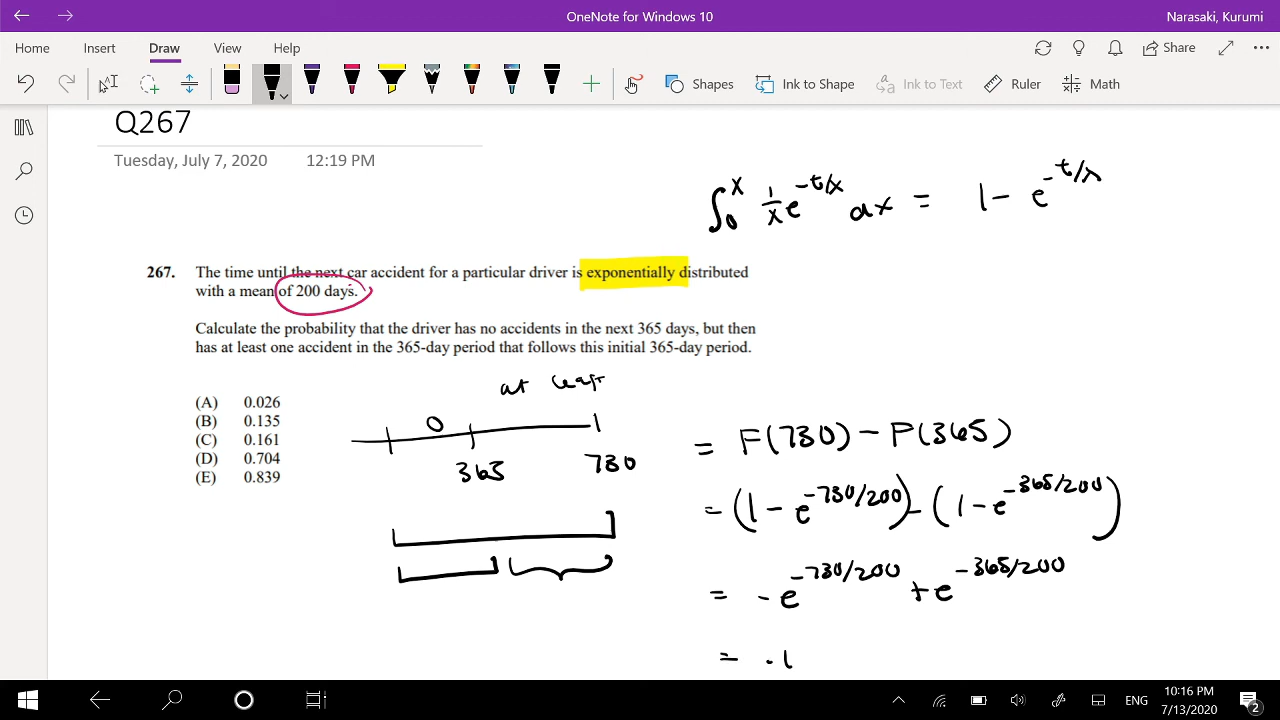 OneNote for Windows 10
Narasaki, Kurumi
Home Insert Draw View Help
Share
Shapes Ink to Shape Ink to Text Ruler Math
Q267
Tuesday, July 7, 2020 12:19 PM
∫₀ˣ 1/x e^(-t/x) dx = 1 - e^(-t/λ)
267. The time until the next car accident for a particular driver is exponentially distributed
with a mean of 200 days.
Calculate the probability that the driver has no accidents in the next 365 days, but then
has at least one accident in the 365-day period that follows this initial 365-day period.
(A) 0.026
(B) 0.135
(C) 0.161
(D) 0.704
(E) 0.839
at least
0 1
365 730
= F(730) - P(365)
= (1 - e^(-730/200)) - (1 - e^(-365/200))
= - e^(-730/200) + e^(-365/200)
= .1
ENG
10:16 PM
7/13/2020
2